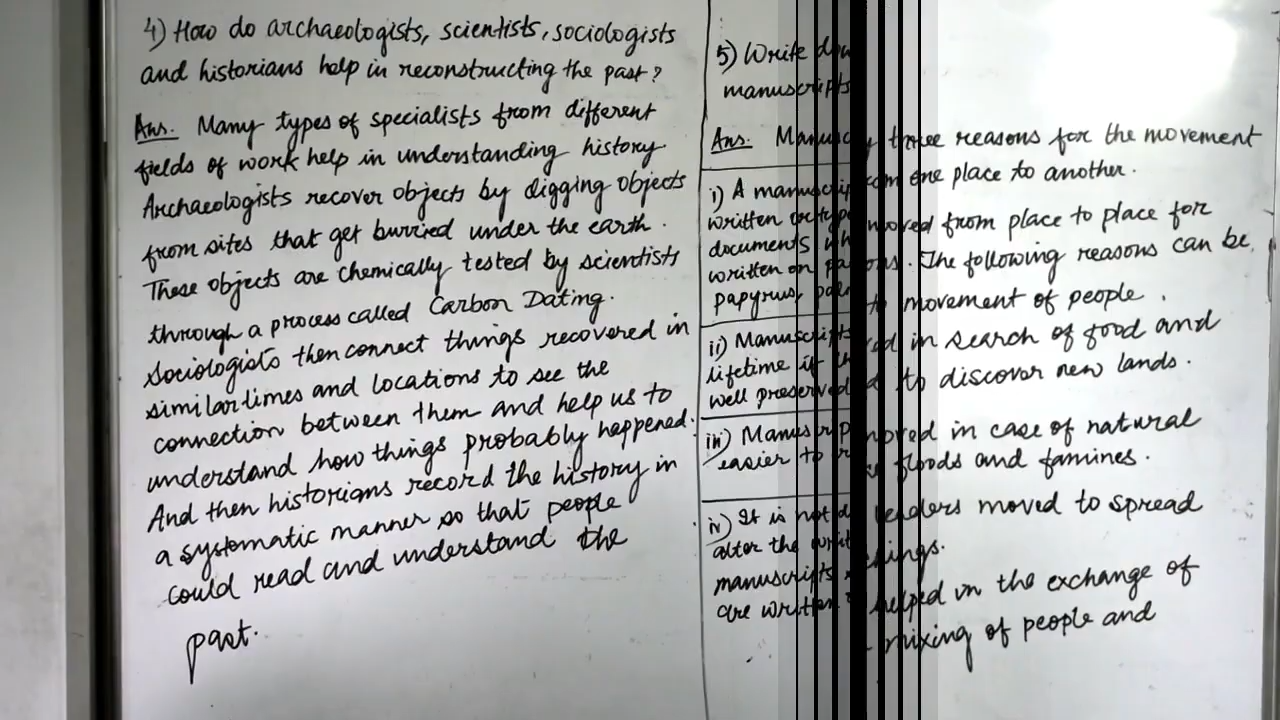 4) How do archaeologists, scientists, sociologists
and historians help in reconstructing the past?
Ans. Many types of specialists from different
fields of work help in understanding history.
Archaeologists recover objects by digging objects
from sites that get burried under the earth.
These objects are chemically tested by scientists
through a process called Carbon Dating.
Sociologists then connect things recovered in
similar times and locations to see the
connection between them and help us to
understand how things probably happened.
And then historians record the history in
a systematic manner so that people
could read and understand the
past.
5) Write
manuscripts
Ans.
i) A
written
documents
written on
papyrus,
ii) Manuscripts
lifetime if
well preserved
iii)
easier to
iv) It is not
alter the
manuscripts
are written
three reasons for the movement
one place to another.
from place to place for
The following reasons can be
to movement of people.
in search of food and
to discover new lands.
moved in case of natural
floods and famines.
leaders moved to spread
helped in the exchange of
mixing of people and